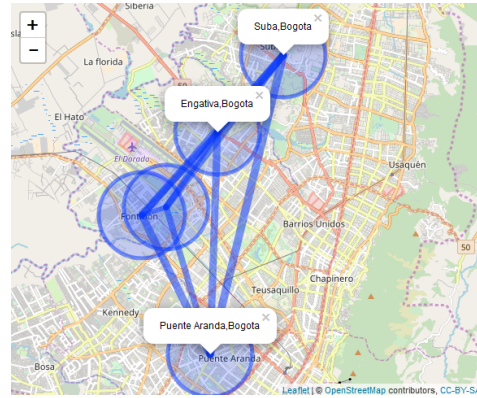 Siberia
+
−
Suba,Bogota
×
La florida
50
Engativa,Bogota
×
El Hato
El Dorado
Usaquén
Barrios Unidos
50
Chapinero
Teusaquillo
Kennedy
Puente Aranda,Bogota
×
Puente Aranda
Bosa
Leaflet | © OpenStreetMap contributors, CC-BY-SA